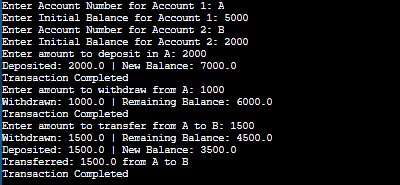 Enter Account Number for Account 1: A
Enter Initial Balance for Account 1: 5000
Enter Account Number for Account 2: B
Enter Initial Balance for Account 2: 2000
Enter amount to deposit in A: 2000
Deposited: 2000.0 | New Balance: 7000.0
Transaction Completed
Enter amount to withdraw from A: 1000
Withdrawn: 1000.0 | Remaining Balance: 6000.0
Transaction Completed
Enter amount to transfer from A to B: 1500
Withdrawn: 1500.0 | Remaining Balance: 4500.0
Deposited: 1500.0 | New Balance: 3500.0
Transferred: 1500.0 from A to B
Transaction Completed